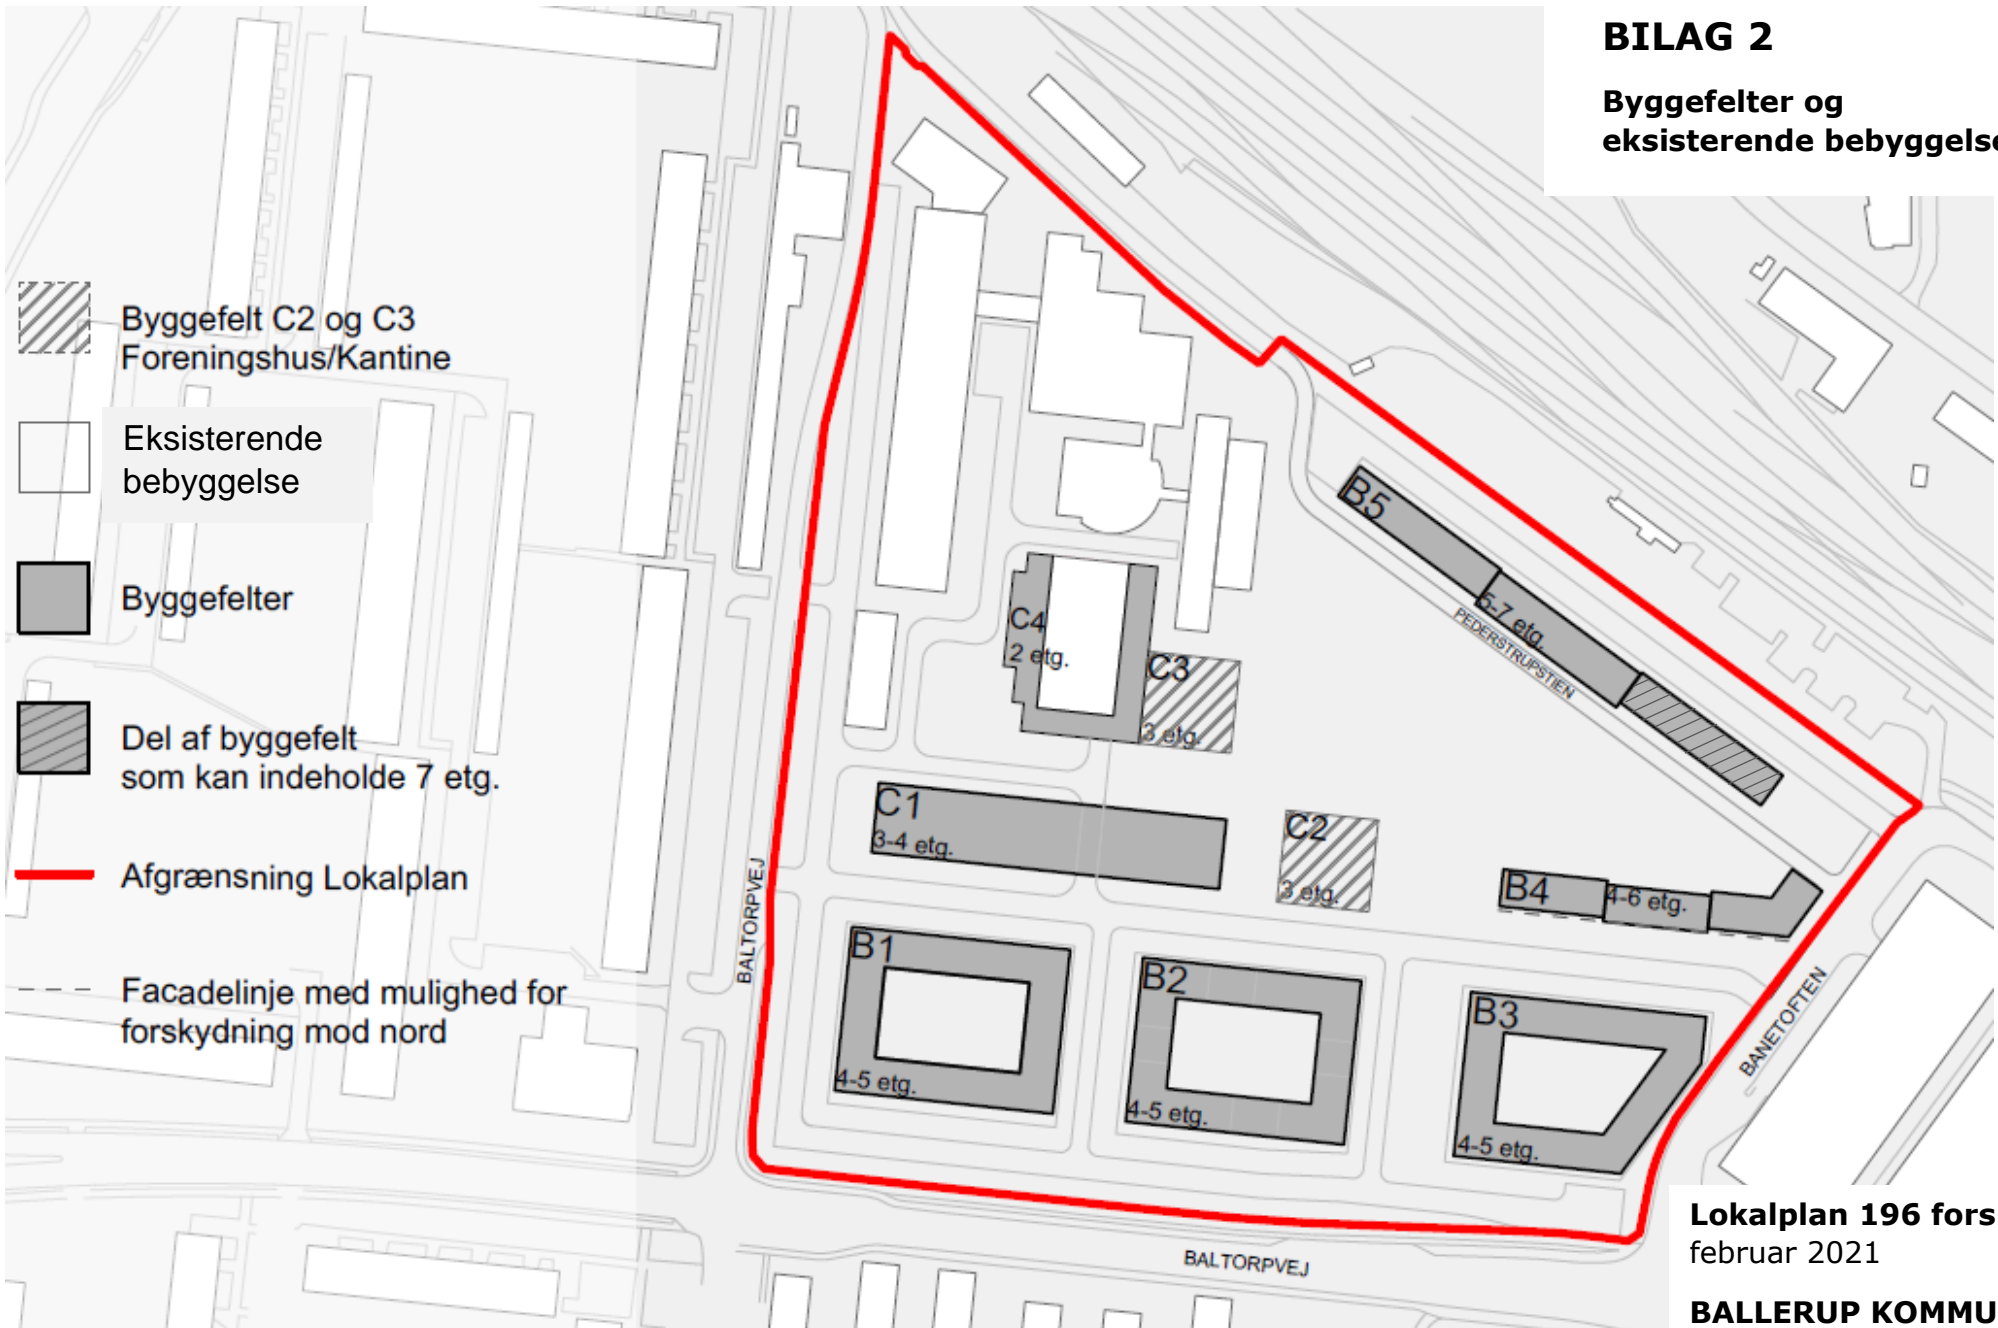 BILAG 2
Byggefelter og
eksisterende bebyggelse
Byggefelt C2 og C3
Foreningshus/Kantine
Eksisterende
bebyggelse
Byggefelter
Del af byggefelt
som kan indeholde 7 etg.
Afgrænsning Lokalplan
Facadelinje med mulighed for
forskydning mod nord
B5
5-7 etg.
PEDERSTRUPSTIEN
C4
2 etg.
C3
3 etg.
C1
3-4 etg.
C2
3 etg.
B4
4-6 etg.
BALTORPVEJ
B1
4-5 etg.
B2
4-5 etg.
B3
4-5 etg.
BANETOFTEN
BALTORPVEJ
Lokalplan 196 fors
februar 2021
BALLERUP KOMMU